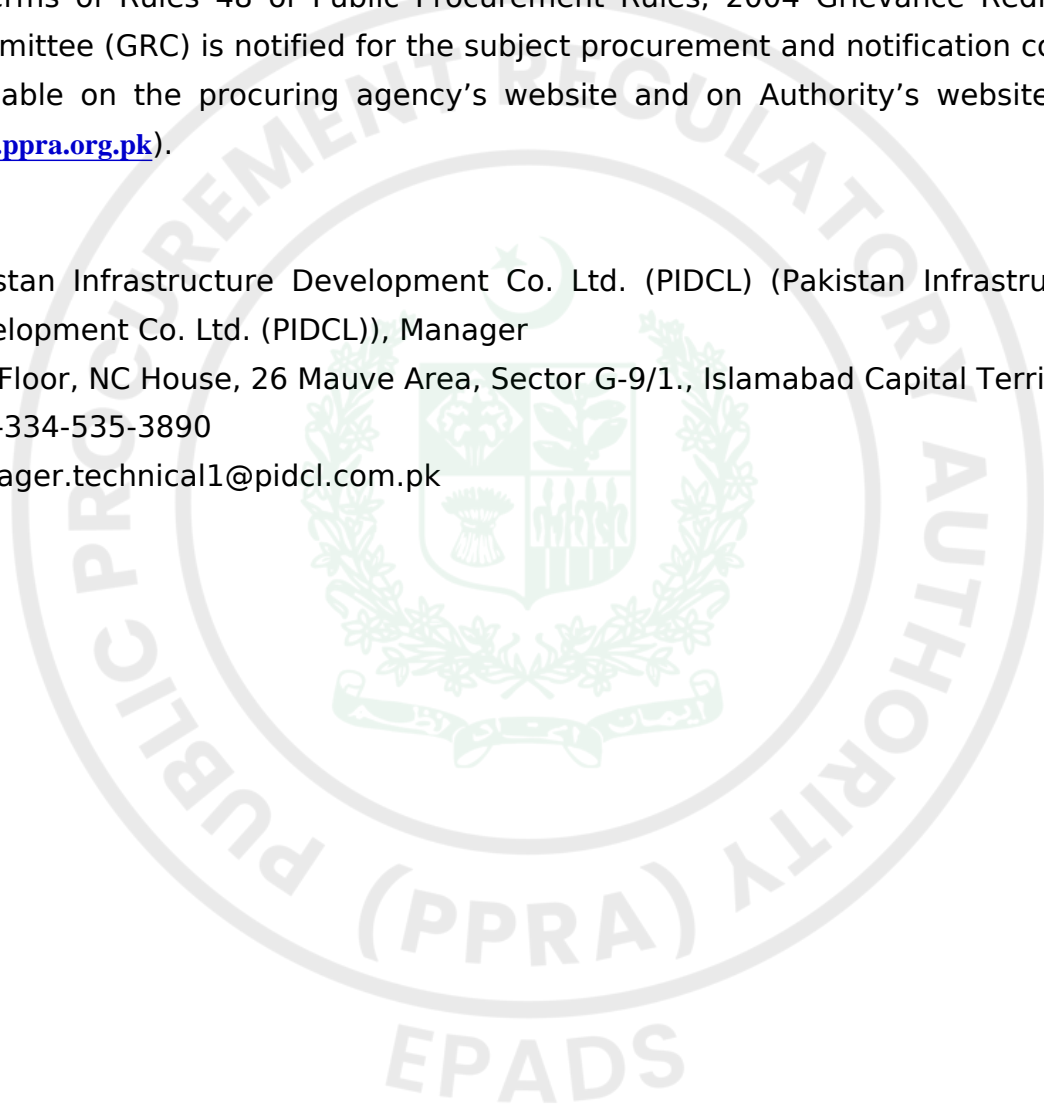 erms of Rules 48 of Public Procurement Rules, 2004 Grievance Redr
mittee (GRC) is notified for the subject procurement and notification co
able on the procuring agency’s website and on Authority’s website
.ppra.org.pk).
stan Infrastructure Development Co. Ltd. (PIDCL) (Pakistan Infrastru
elopment Co. Ltd. (PIDCL)), Manager
Floor, NC House, 26 Mauve Area, Sector G-9/1., Islamabad Capital Terri
-334-535-3890
ager.technical1@pidcl.com.pk
PUBLIC PROCUREMENT REGULATORY AUTHORITY
ایمان اتحاد نظم
(PPRA)
EPADS